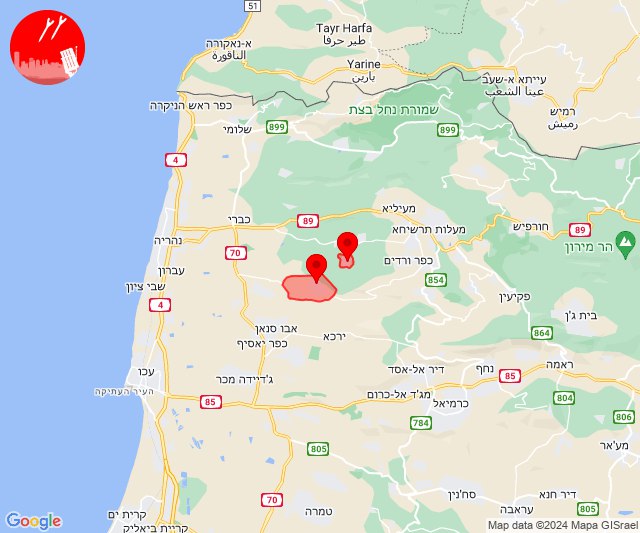 51
Tayr Harfa
طير حرفا
א-נאקורה
الناقورة
Yarine
يارين
עייתא א-שעב
عيتا الشعب
רמיש
رميش
כפר ראש הניקרה
שמורת נחל בצת
899
899
שלומי
4
מעיליא
89
כברי
מעלות תרשיחא
חורפיש
89
הר מירון
נהריה
70
כפר ורדים
עברון
854
שבי ציון
4
פקיעין
בית ג'ן
אבו סנאן
ירכא
864
כפר יאסיף
ראמה
עכו
נחף
דיר אל-אסד
85
ג'דיידה מכר
העיר העתיקה
מג'ד אל-כרום
85
כרמיאל
804
784
805
מע'אר
70
סח'נין
דיר חנא
טמרה
עראבה
805
קרית ים
קריית ביאליק
Google
Map data ©2024 Mapa GISrael